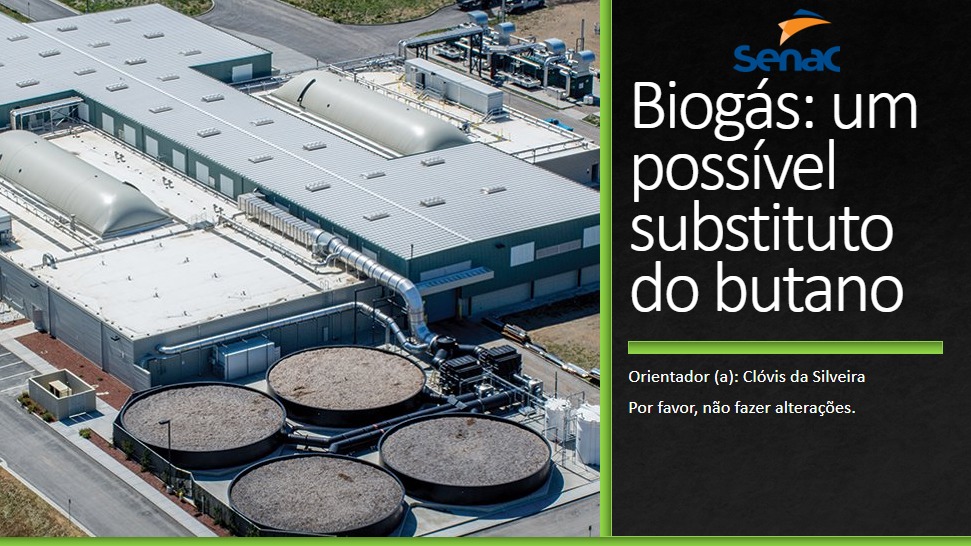 Senac
Biogás: um
possível
substituto
do butano
Orientador (a): Clóvis da Silveira
Por favor, não fazer alterações.